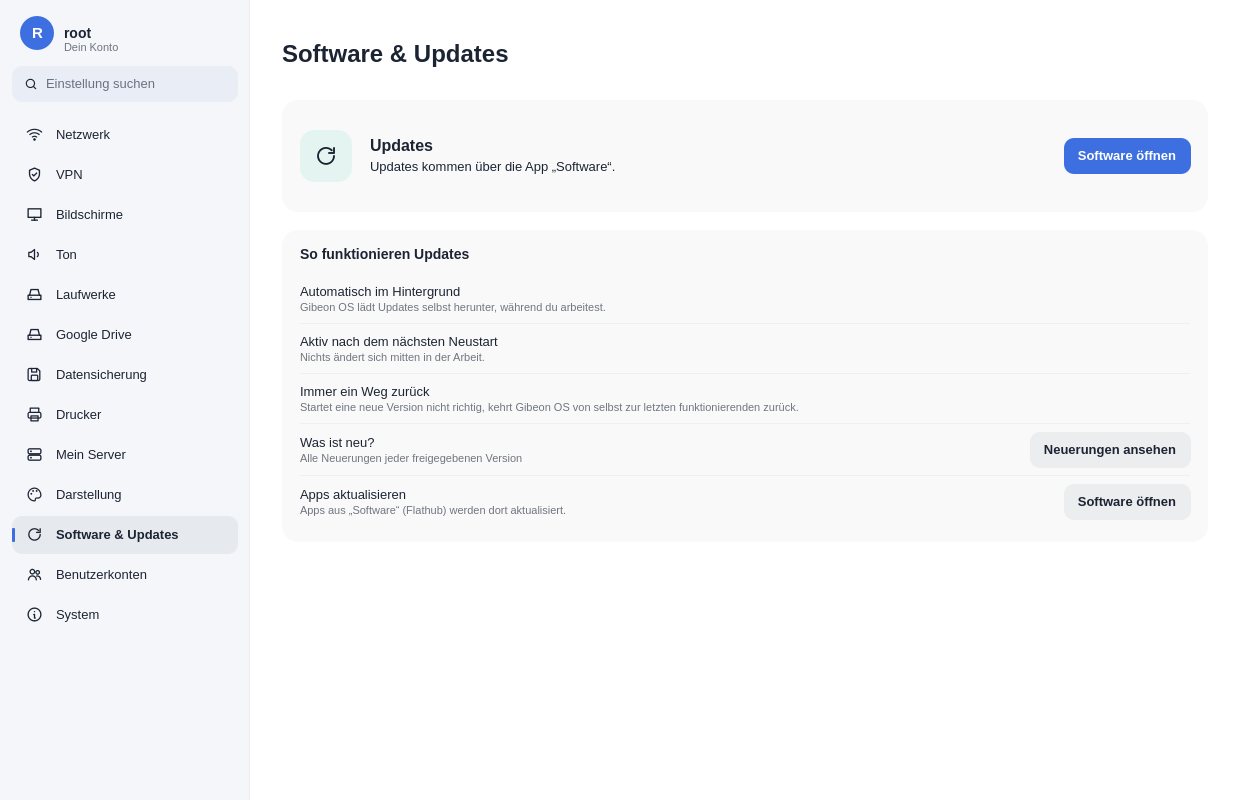 R
root
Dein Konto
Einstellung suchen
Netzwerk
VPN
Bildschirme
Ton
Laufwerke
Google Drive
Datensicherung
Drucker
Mein Server
Darstellung
Software & Updates
Benutzerkonten
System
Software & Updates
Updates
Updates kommen über die App „Software“.
Software öffnen
So funktionieren Updates
Automatisch im Hintergrund
Gibeon OS lädt Updates selbst herunter, während du arbeitest.
Aktiv nach dem nächsten Neustart
Nichts ändert sich mitten in der Arbeit.
Immer ein Weg zurück
Startet eine neue Version nicht richtig, kehrt Gibeon OS von selbst zur letzten funktionierenden zurück.
Was ist neu?
Alle Neuerungen jeder freigegebenen Version
Neuerungen ansehen
Apps aktualisieren
Apps aus „Software“ (Flathub) werden dort aktualisiert.
Software öffnen